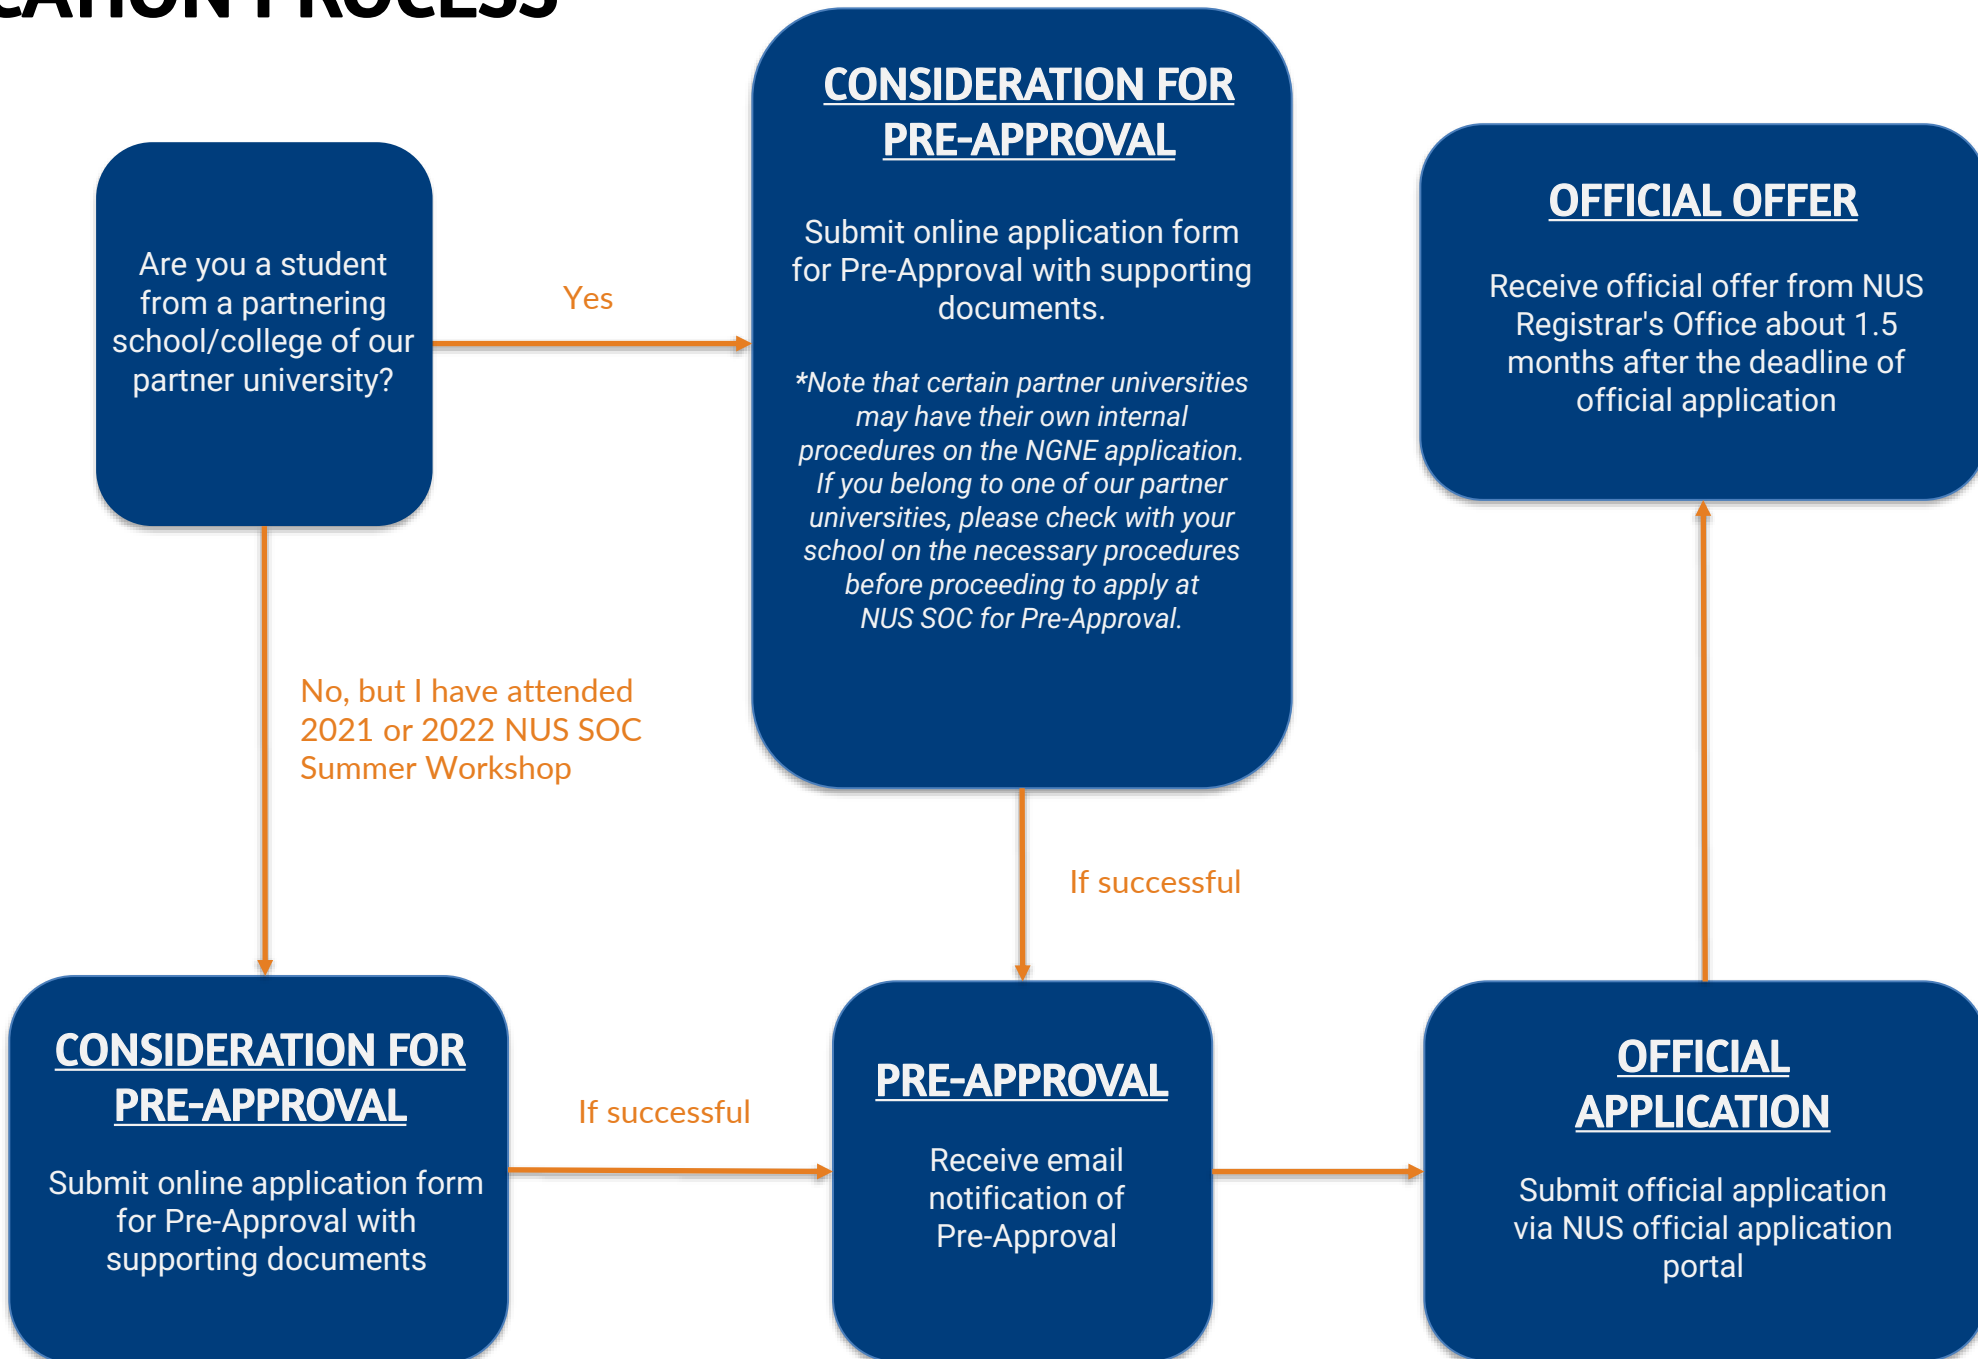 PROCESS
Are you a student
from a partnering
school/college of our
partner university?
Yes
CONSIDERATION FOR
PRE-APPROVAL
Submit online application form
for Pre-Approval with supporting
documents.
*Note that certain partner universities
may have their own internal
procedures on the NGNE application.
If you belong to one of our partner
universities, please check with your
school on the necessary procedures
before proceeding to apply at
NUS SOC for Pre-Approval.
OFFICIAL OFFER
Receive official offer from NUS
Registrar's Office about 1.5
months after the deadline of
official application
No, but I have attended
2021 or 2022 NUS SOC
Summer Workshop
If successful
CONSIDERATION FOR
PRE-APPROVAL
Submit online application form
for Pre-Approval with
supporting documents
If successful
PRE-APPROVAL
Receive email
notification of
Pre-Approval
OFFICIAL
APPLICATION
Submit official application
via NUS official application
portal